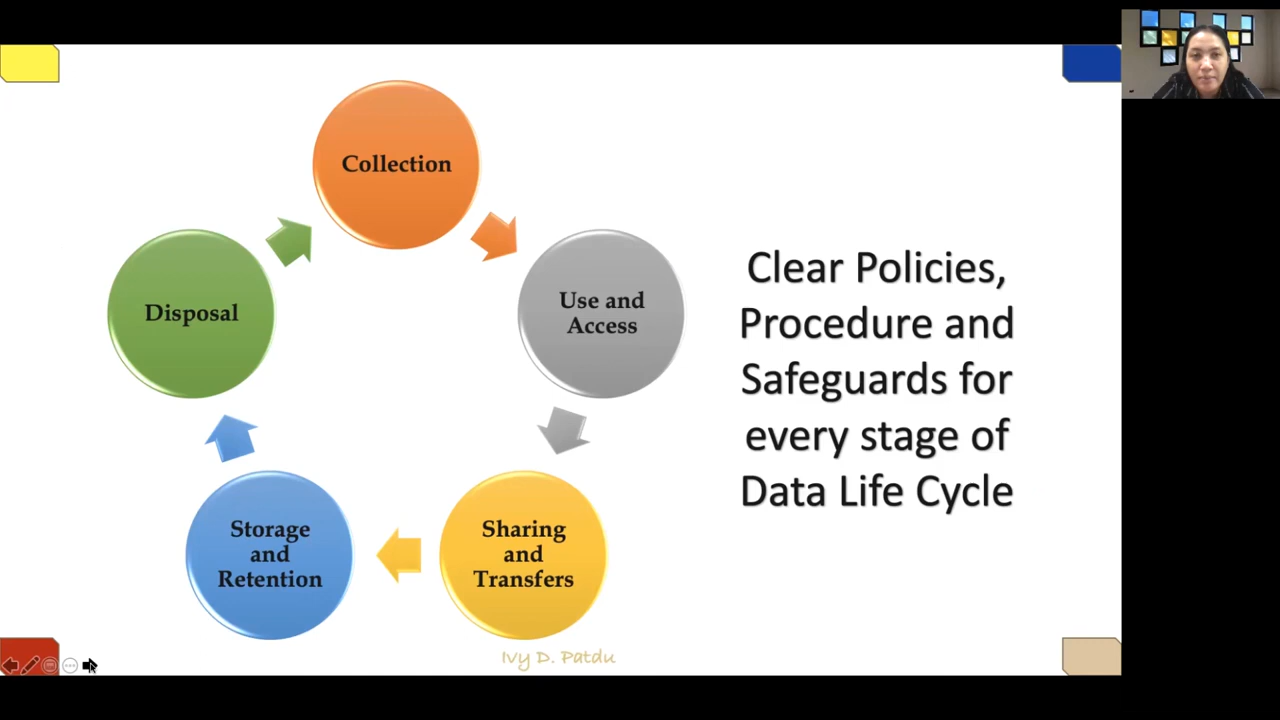 Collection
Use and
Access
Sharing
and
Transfers
Storage
and
Retention
Disposal
Clear Policies,
Procedure and
Safeguards for
every stage of
Data Life Cycle
Ivy D. Patdu